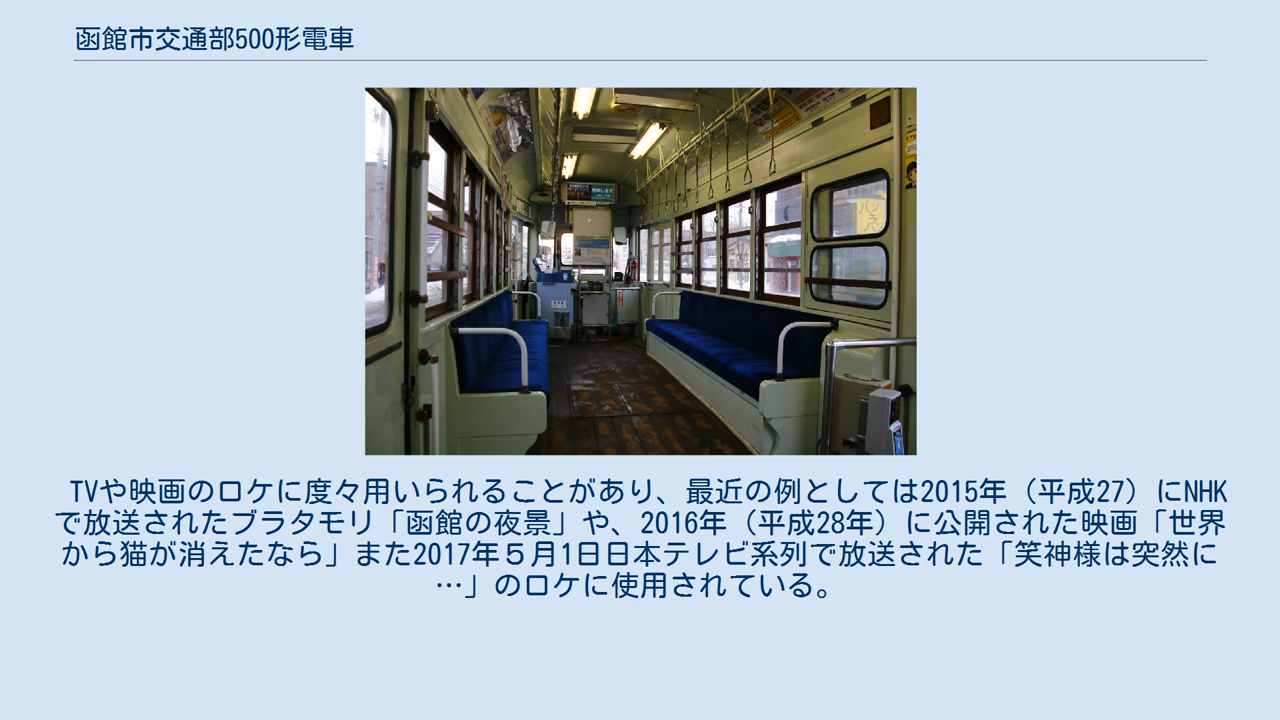 函館市交通部500形電車
TVや映画のロケに度々用いられることがあり、最近の例としては2015年（平成27）にNHK
で放送されたブラタモリ「函館の夜景」や、2016年（平成28年）に公開された映画「世界
から猫が消えたなら」また2017年５月1日日本テレビ系列で放送された「笑神様は突然に
…」のロケに使用されている。